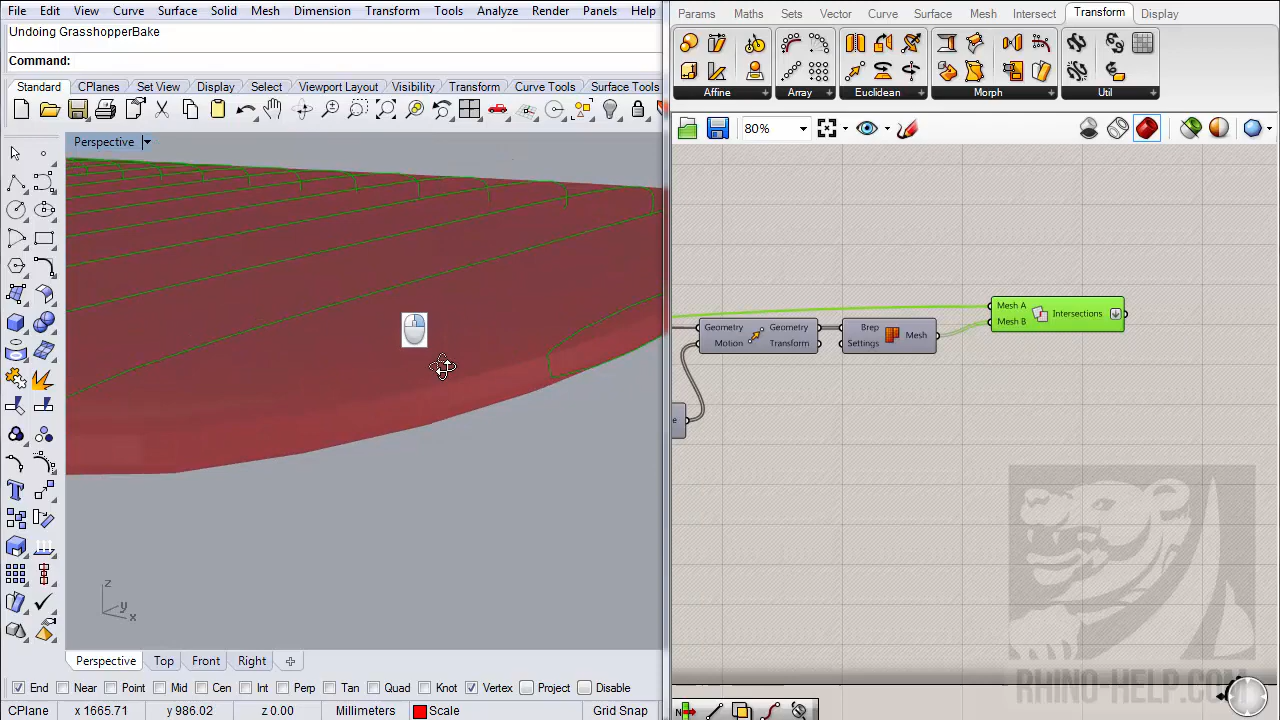 File Edit View Curve Surface Solid Mesh Dimension Transform Tools Analyze Render Panels Help
Undoing GrasshopperBake
Command:
Standard CPlanes Set View Display Select Viewport Layout Visibility Transform Curve Tools Surface Tools
Perspective
z
y
x
Perspective Top Front Right
End Near Point Mid Cen Int Perp Tan Quad Knot Vertex Project Disable
CPlane x 1665.71 y 986.02 z 0.00 Millimeters Scale Grid Snap
Params Maths Sets Vector Curve Surface Mesh Intersect Transform Display
Affine Array Euclidean Morph Util
80%
Mesh A
Mesh B
Intersections
Geometry
Motion
Geometry
Transform
Brep
Settings
Mesh
e
RHINO-HELP.COM